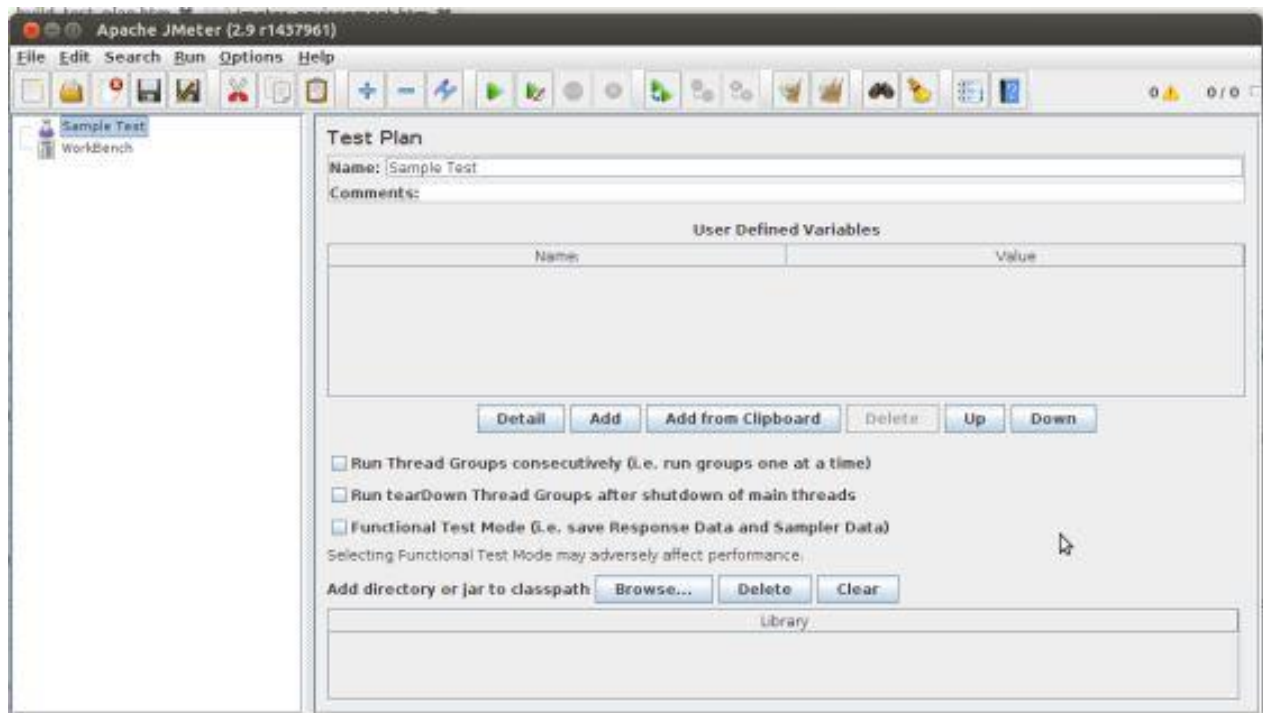 Apache JMeter (2.9 r1437961)
File Edit Search Run Options Help
0 0 / 0
Sample Test
WorkBench
Test Plan
Name: Sample Test
Comments:
User Defined Variables
Name: Value
Detail Add Add from Clipboard Delete Up Down
Run Thread Groups consecutively (i.e. run groups one at a time)
Run tearDown Thread Groups after shutdown of main threads
Functional Test Mode (i.e. save Response Data and Sampler Data)
Selecting Functional Test Mode may adversely affect performance.
Add directory or jar to classpath Browse... Delete Clear
Library